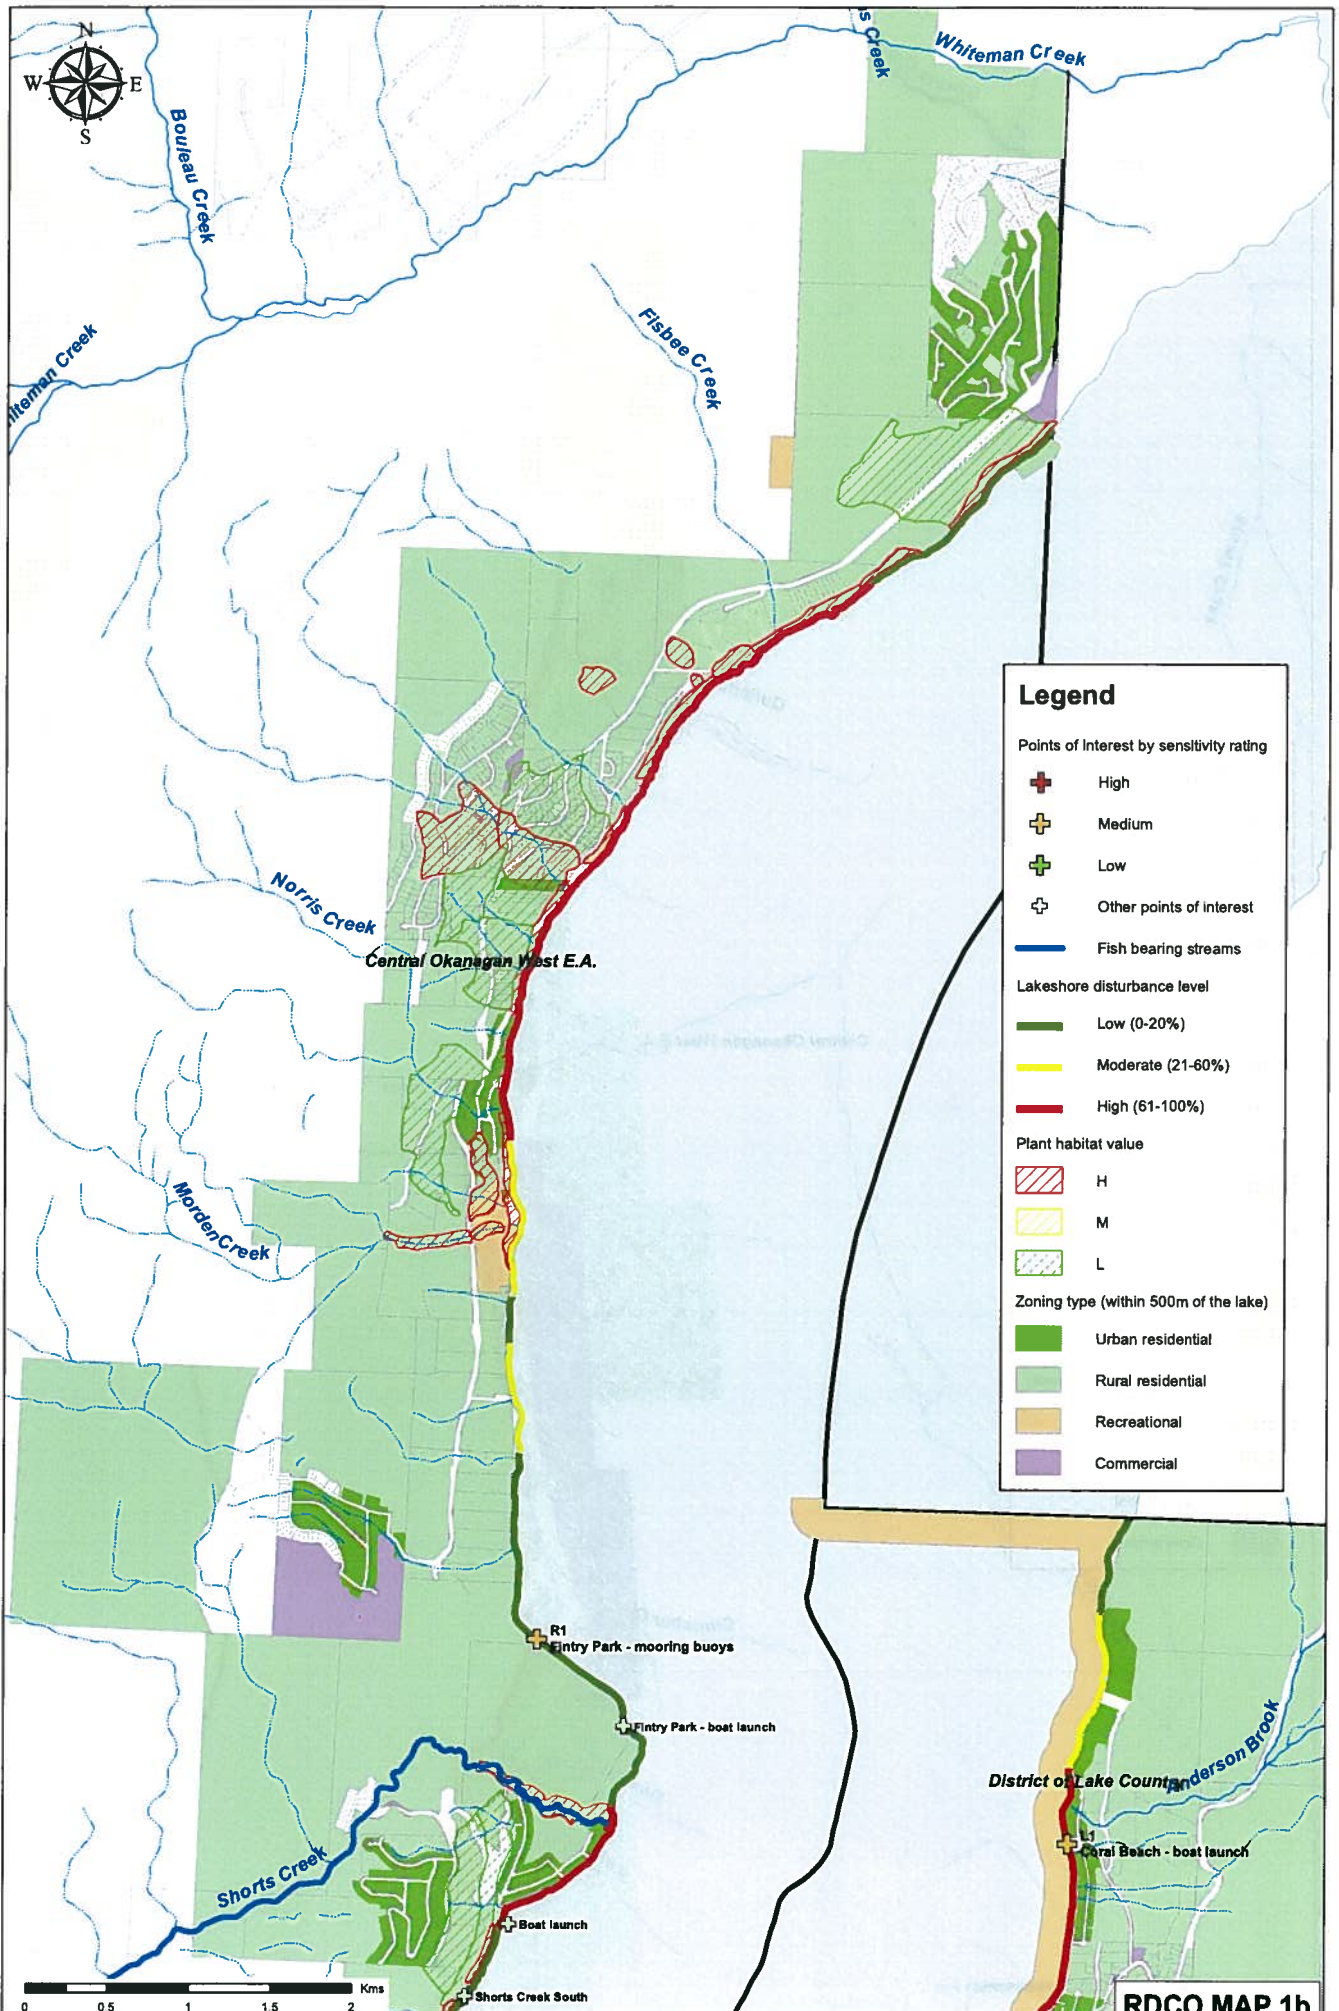 N
W E
S
s Creek
Whiteman Creek
Bouleau Creek
Fisbee Creek
hiteman Creek
Legend
Points of Interest by sensitivity rating
High
Medium
Low
Other points of interest
Fish bearing streams
Lakeshore disturbance level
Low (0-20%)
Moderate (21-60%)
High (61-100%)
Plant habitat value
H
M
L
Zoning type (within 500m of the lake)
Urban residential
Rural residential
Recreational
Commercial
Norris Creek
Central Okanagan West E.A.
Morden Creek
R1
Fintry Park - mooring buoys
Fintry Park - boat launch
Anderson Brook
District of Lake Country
L1
Coral Beach - boat launch
Shorts Creek
Boat launch
Shorts Creek South
Kms
0 0.5 1 1.5 2
RDCO MAP 1b